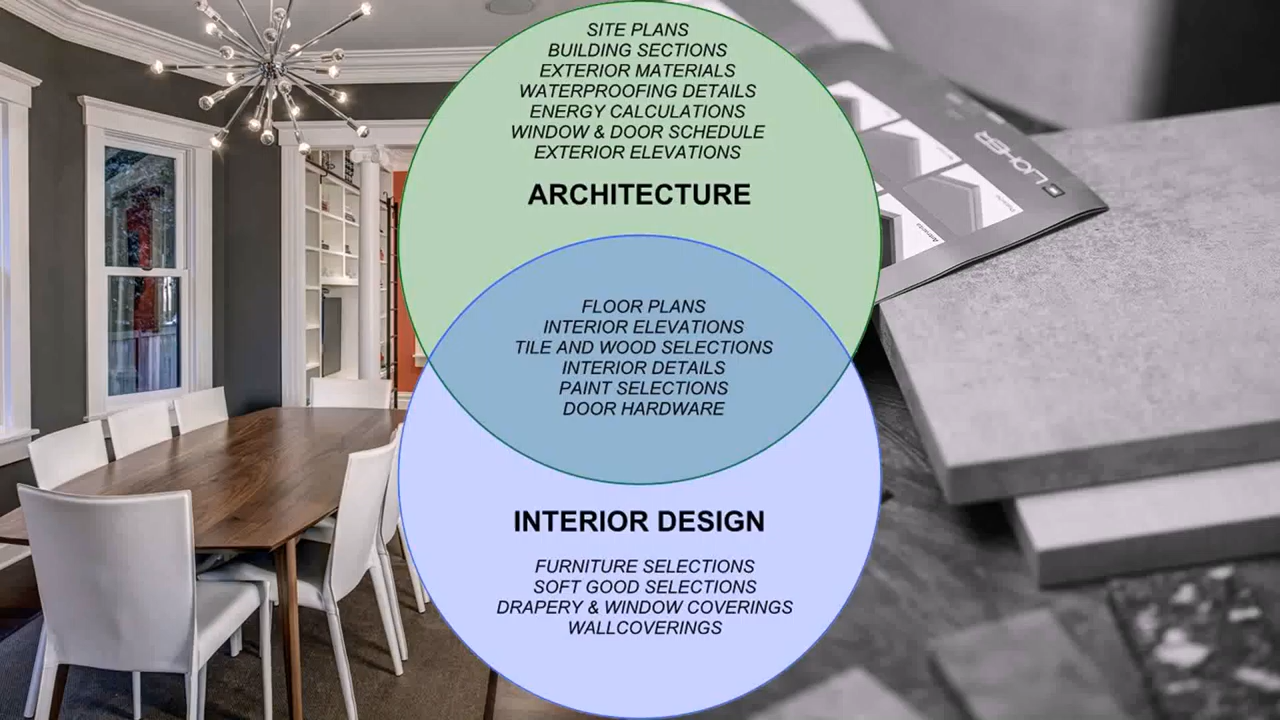 SITE PLANS
BUILDING SECTIONS
EXTERIOR MATERIALS
WATERPROOFING DETAILS
ENERGY CALCULATIONS
WINDOW & DOOR SCHEDULE
EXTERIOR ELEVATIONS
ARCHITECTURE
FLOOR PLANS
INTERIOR ELEVATIONS
TILE AND WOOD SELECTIONS
INTERIOR DETAILS
PAINT SELECTIONS
DOOR HARDWARE
INTERIOR DESIGN
FURNITURE SELECTIONS
SOFT GOOD SELECTIONS
DRAPERY & WINDOW COVERINGS
WALLCOVERINGS
LIOHER